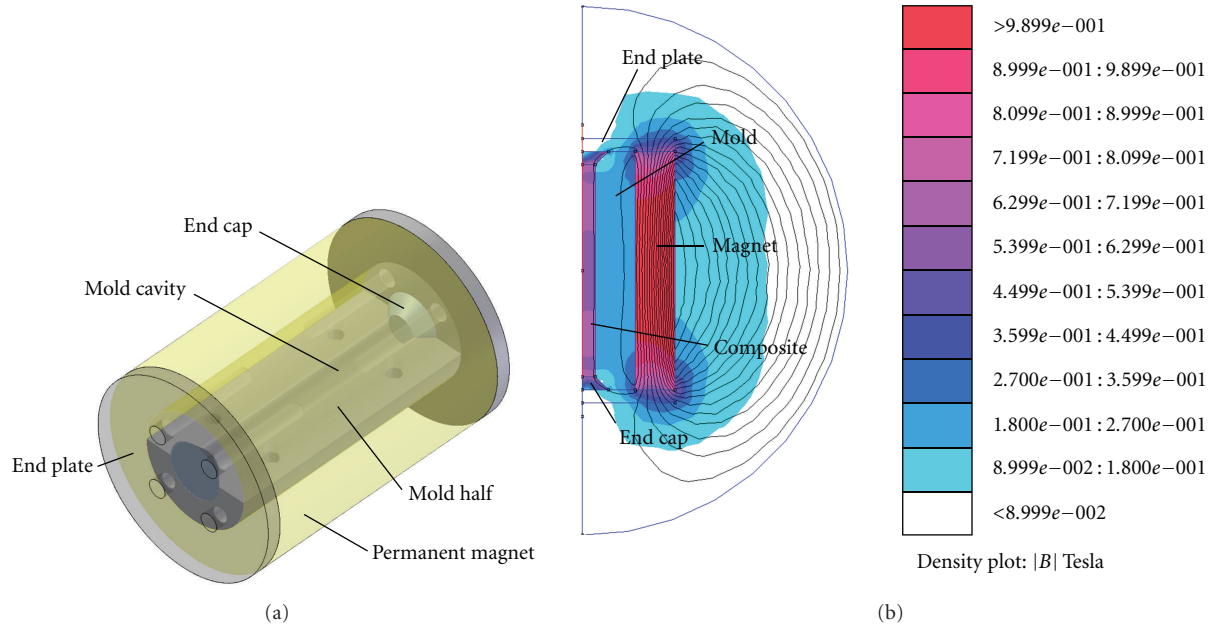 End cap
Mold cavity
End plate
Mold half
Permanent magnet
(a)
End plate
Mold
Magnet
Composite
End cap
>9.899e−001
8.999e−001 : 9.899e−001
8.099e−001 : 8.999e−001
7.199e−001 : 8.099e−001
6.299e−001 : 7.199e−001
5.399e−001 : 6.299e−001
4.499e−001 : 5.399e−001
3.599e−001 : 4.499e−001
2.700e−001 : 3.599e−001
1.800e−001 : 2.700e−001
8.999e−002 : 1.800e−001
<8.999e−002
Density plot: |B| Tesla
(b)